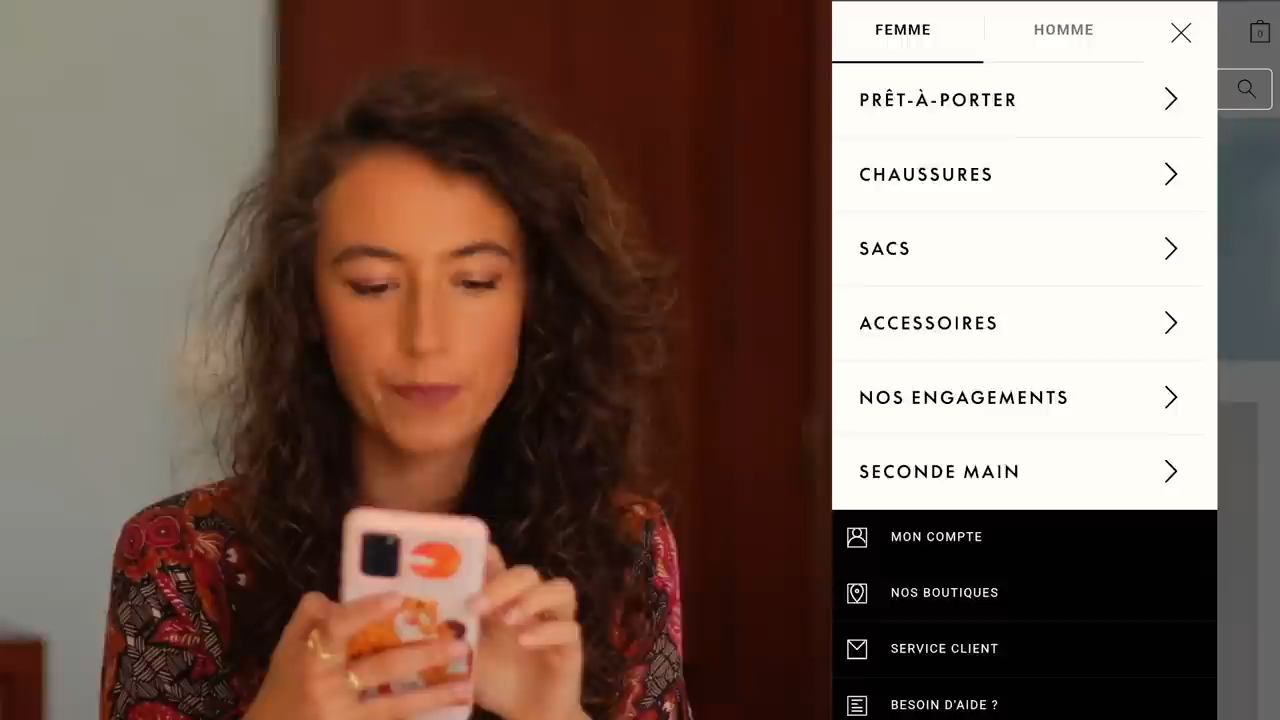 FEMME HOMME
0
PRÊT-À-PORTER
CHAUSSURES
SACS
ACCESSOIRES
NOS ENGAGEMENTS
SECONDE MAIN
MON COMPTE
NOS BOUTIQUES
SERVICE CLIENT
BESOIN D'AIDE ?